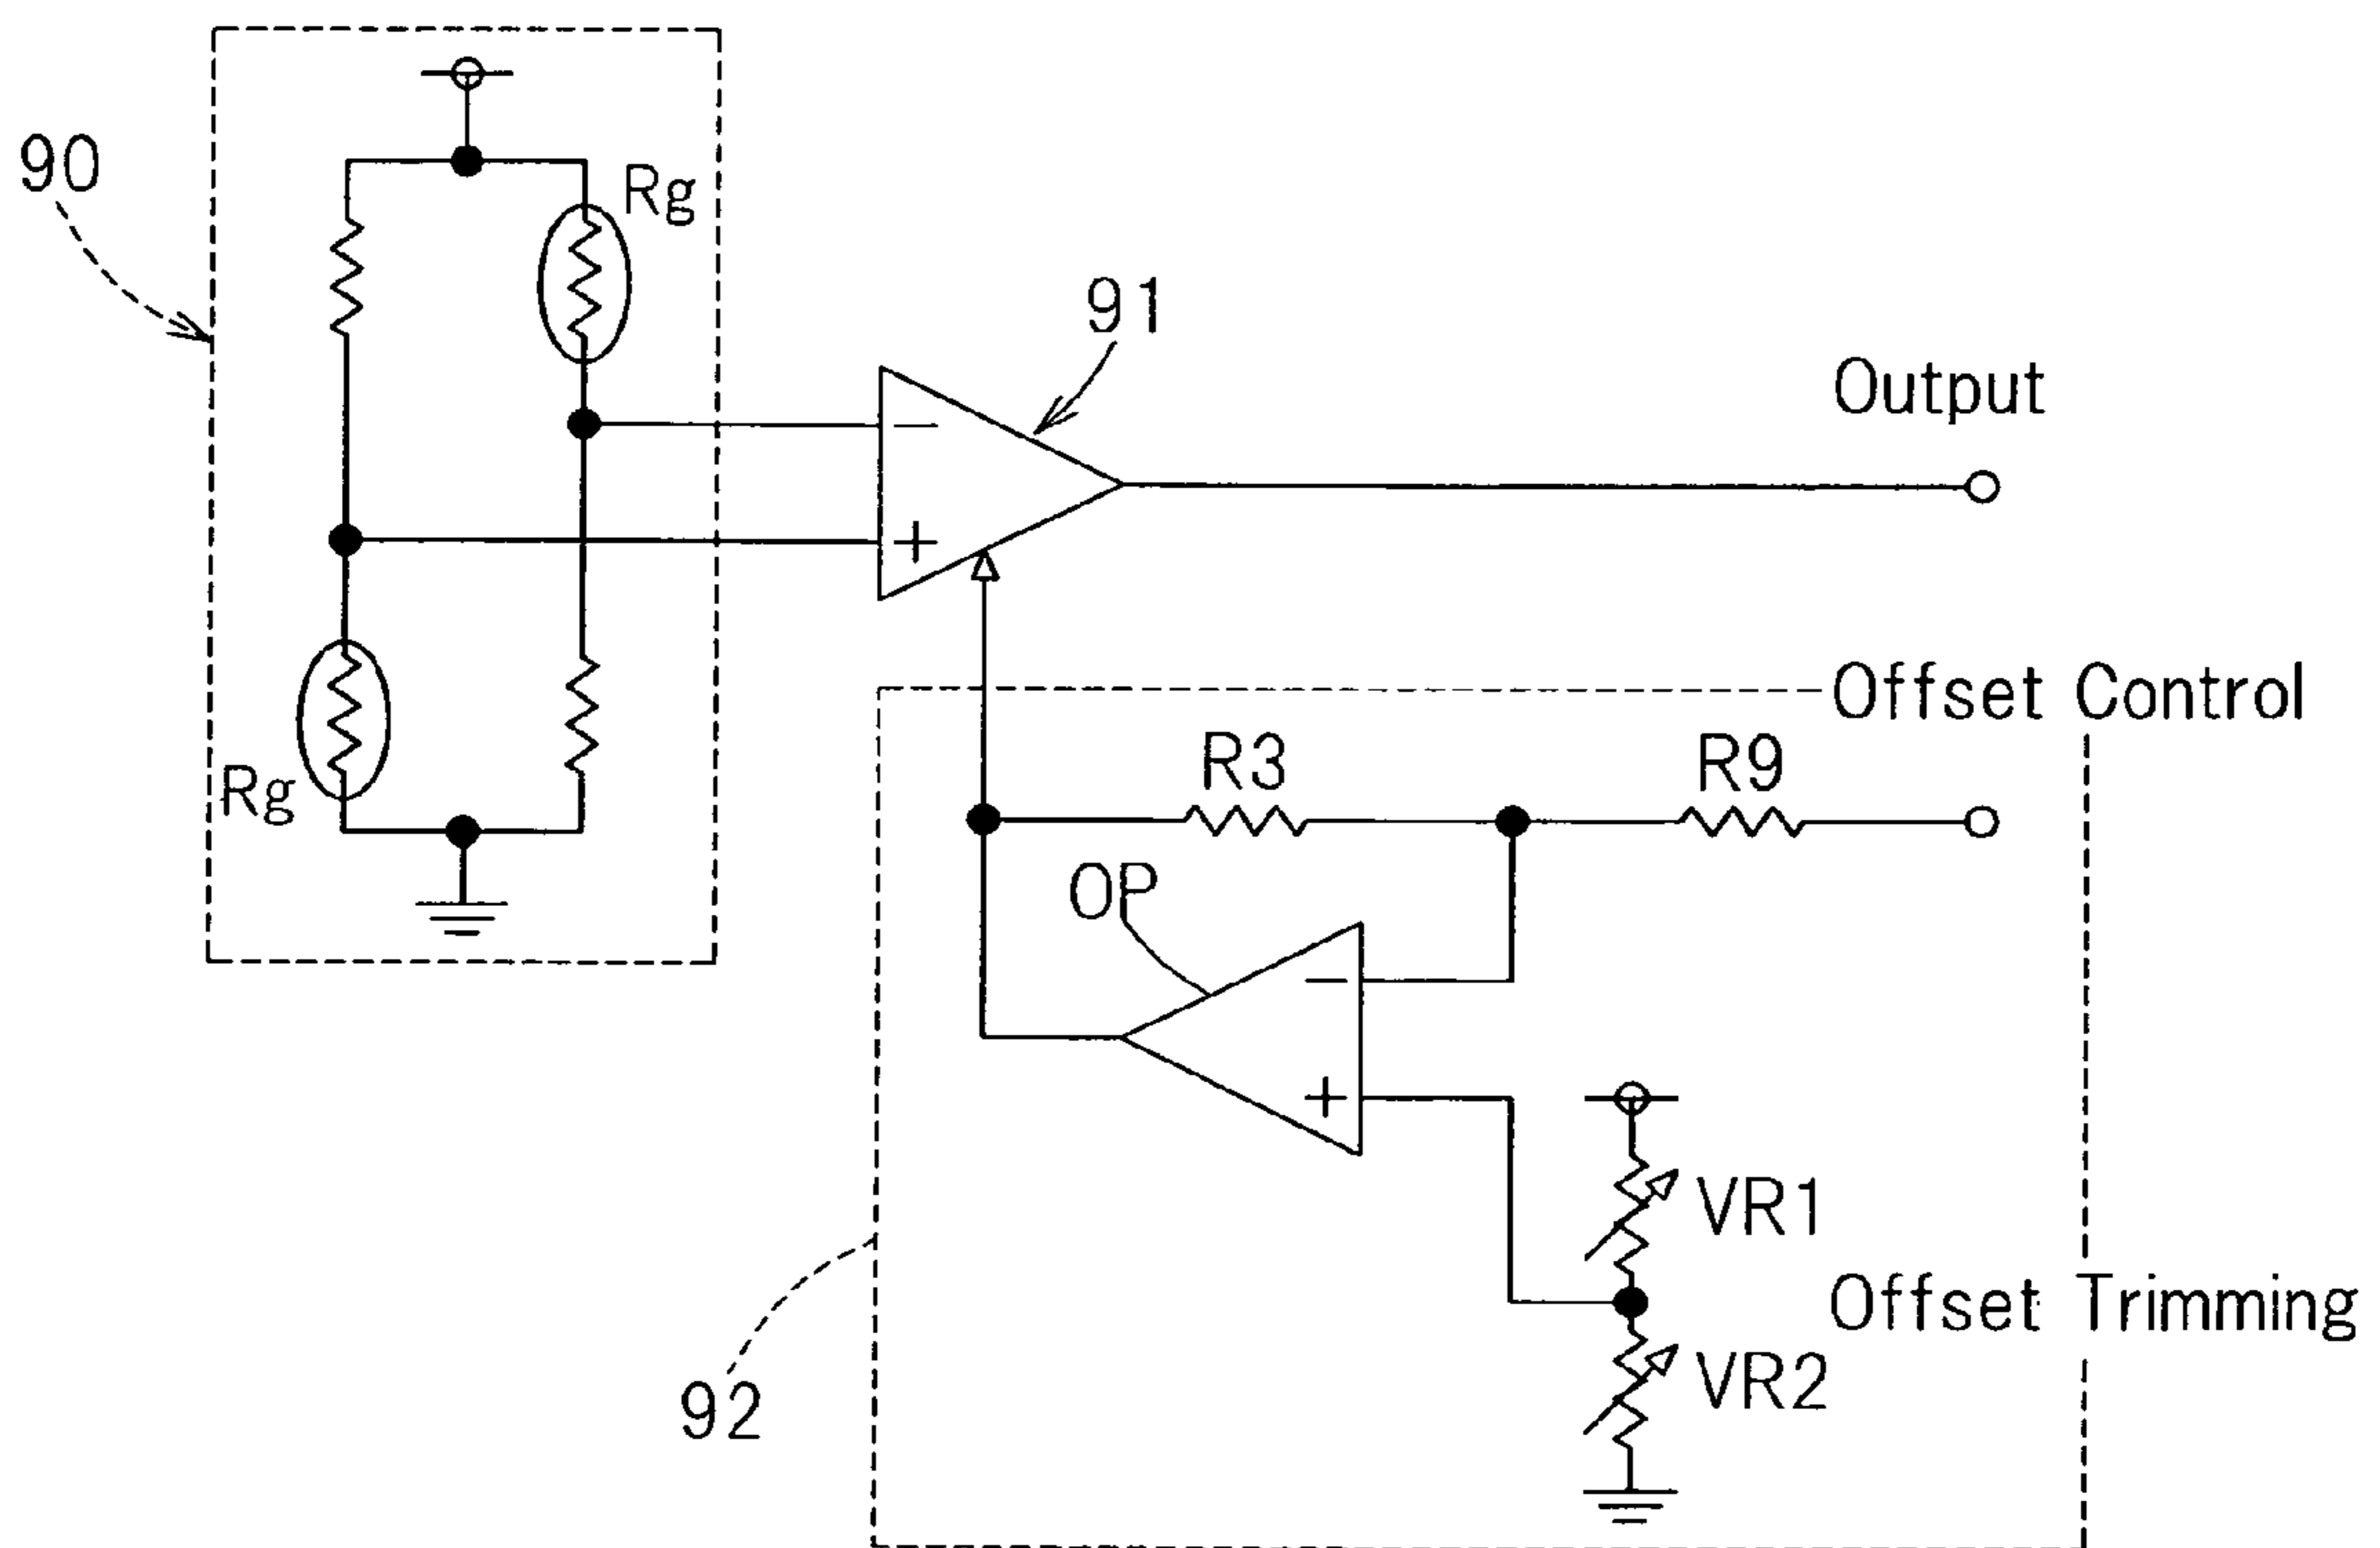 90
Rg
91
Output
Offset Control
R3
R9
Rg
OP
VR1
Offset Trimming
VR2
92